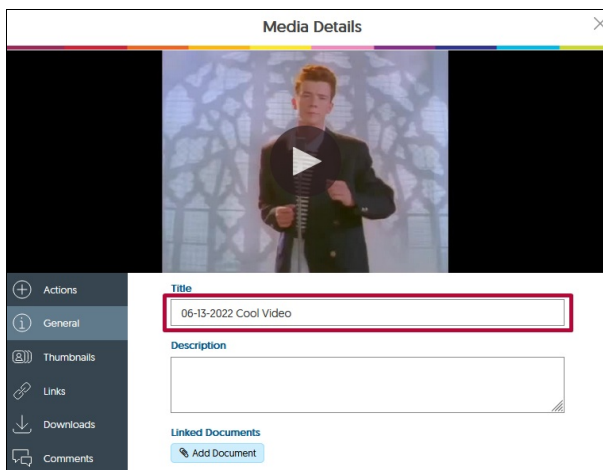 Media Details
Actions
General
Thumbnails
Links
Downloads
Comments
Title
06-13-2022 Cool Video
Description
Linked Documents
Add Document